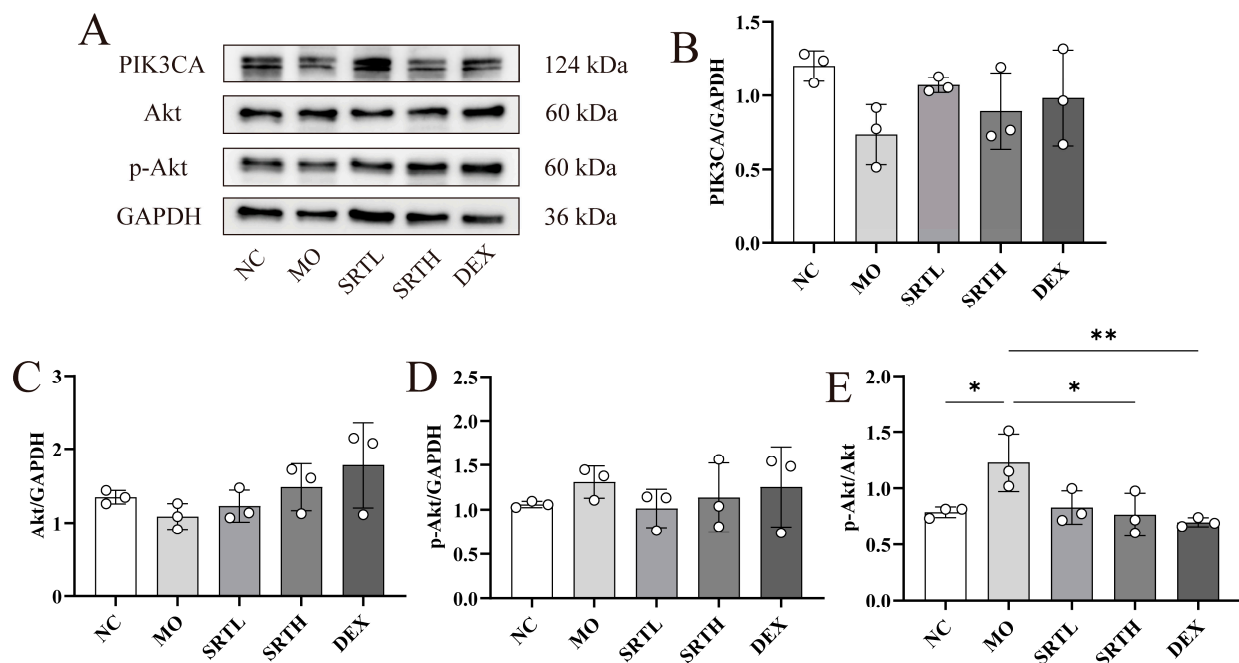 A
PIK3CA 124 kDa
Akt 60 kDa
p-Akt 60 kDa
GAPDH 36 kDa
NC MO SRTL SRTH DEX
B
PIK3CA/GAPDH
1.5
1.0
0.5
0.0
NC MO SRTL SRTH DEX
C
Akt/GAPDH
3
2
1
0
NC MO SRTL SRTH DEX
D
p-Akt/GAPDH
2.5
2.0
1.5
1.0
0.5
0.0
NC MO SRTL SRTH DEX
E
p-Akt/Akt
**
* *
2.0
1.5
1.0
0.5
0.0
NC MO SRTL SRTH DEX